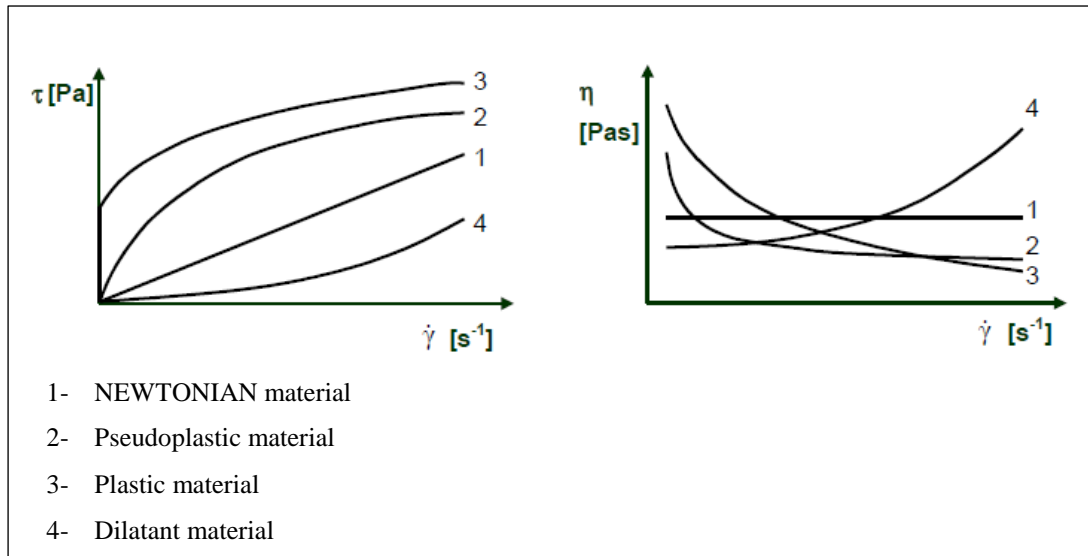 τ [Pa]
3
2
1
4
γ̇ [s⁻¹]
η
[Pas]
4
1
2
3
γ̇ [s⁻¹]
1- NEWTONIAN material
2- Pseudoplastic material
3- Plastic material
4- Dilatant material